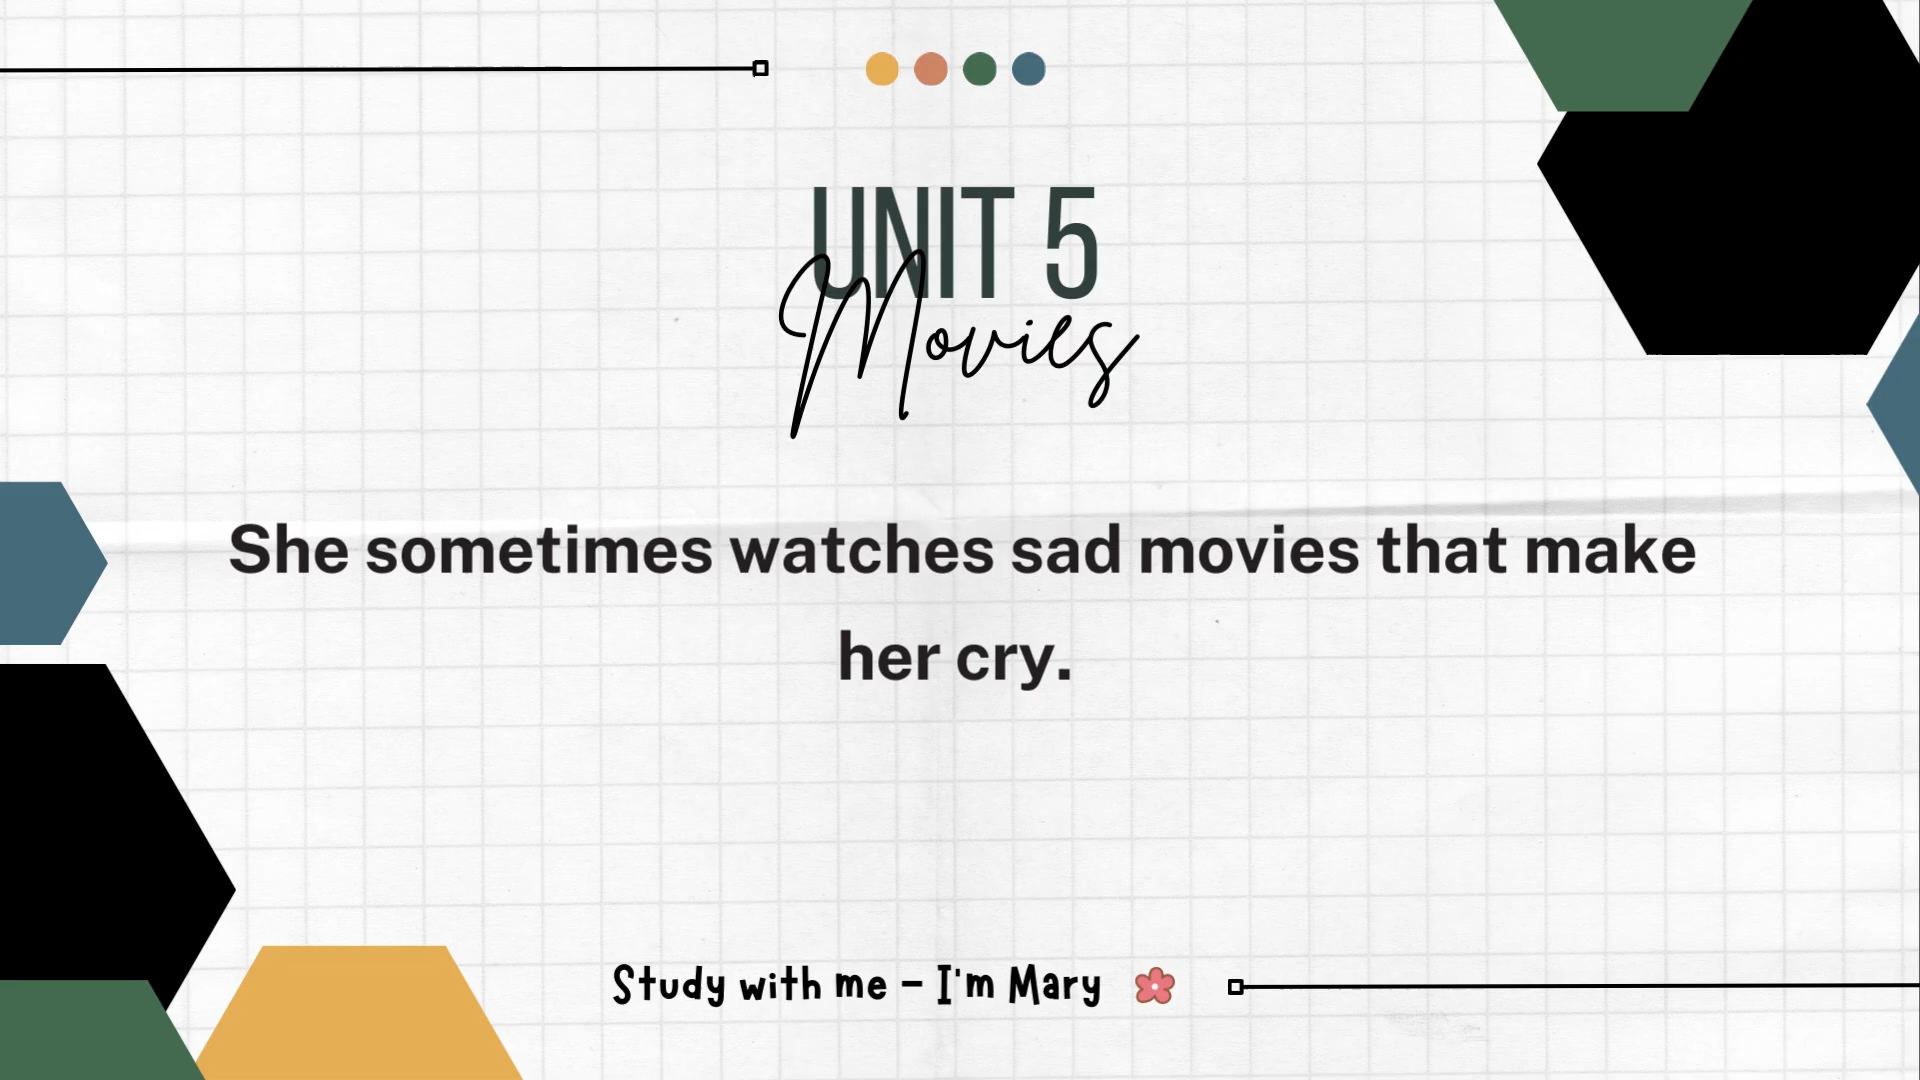 UNIT 5
Movies
She sometimes watches sad movies that make
her cry.
Study with me - I'm Mary